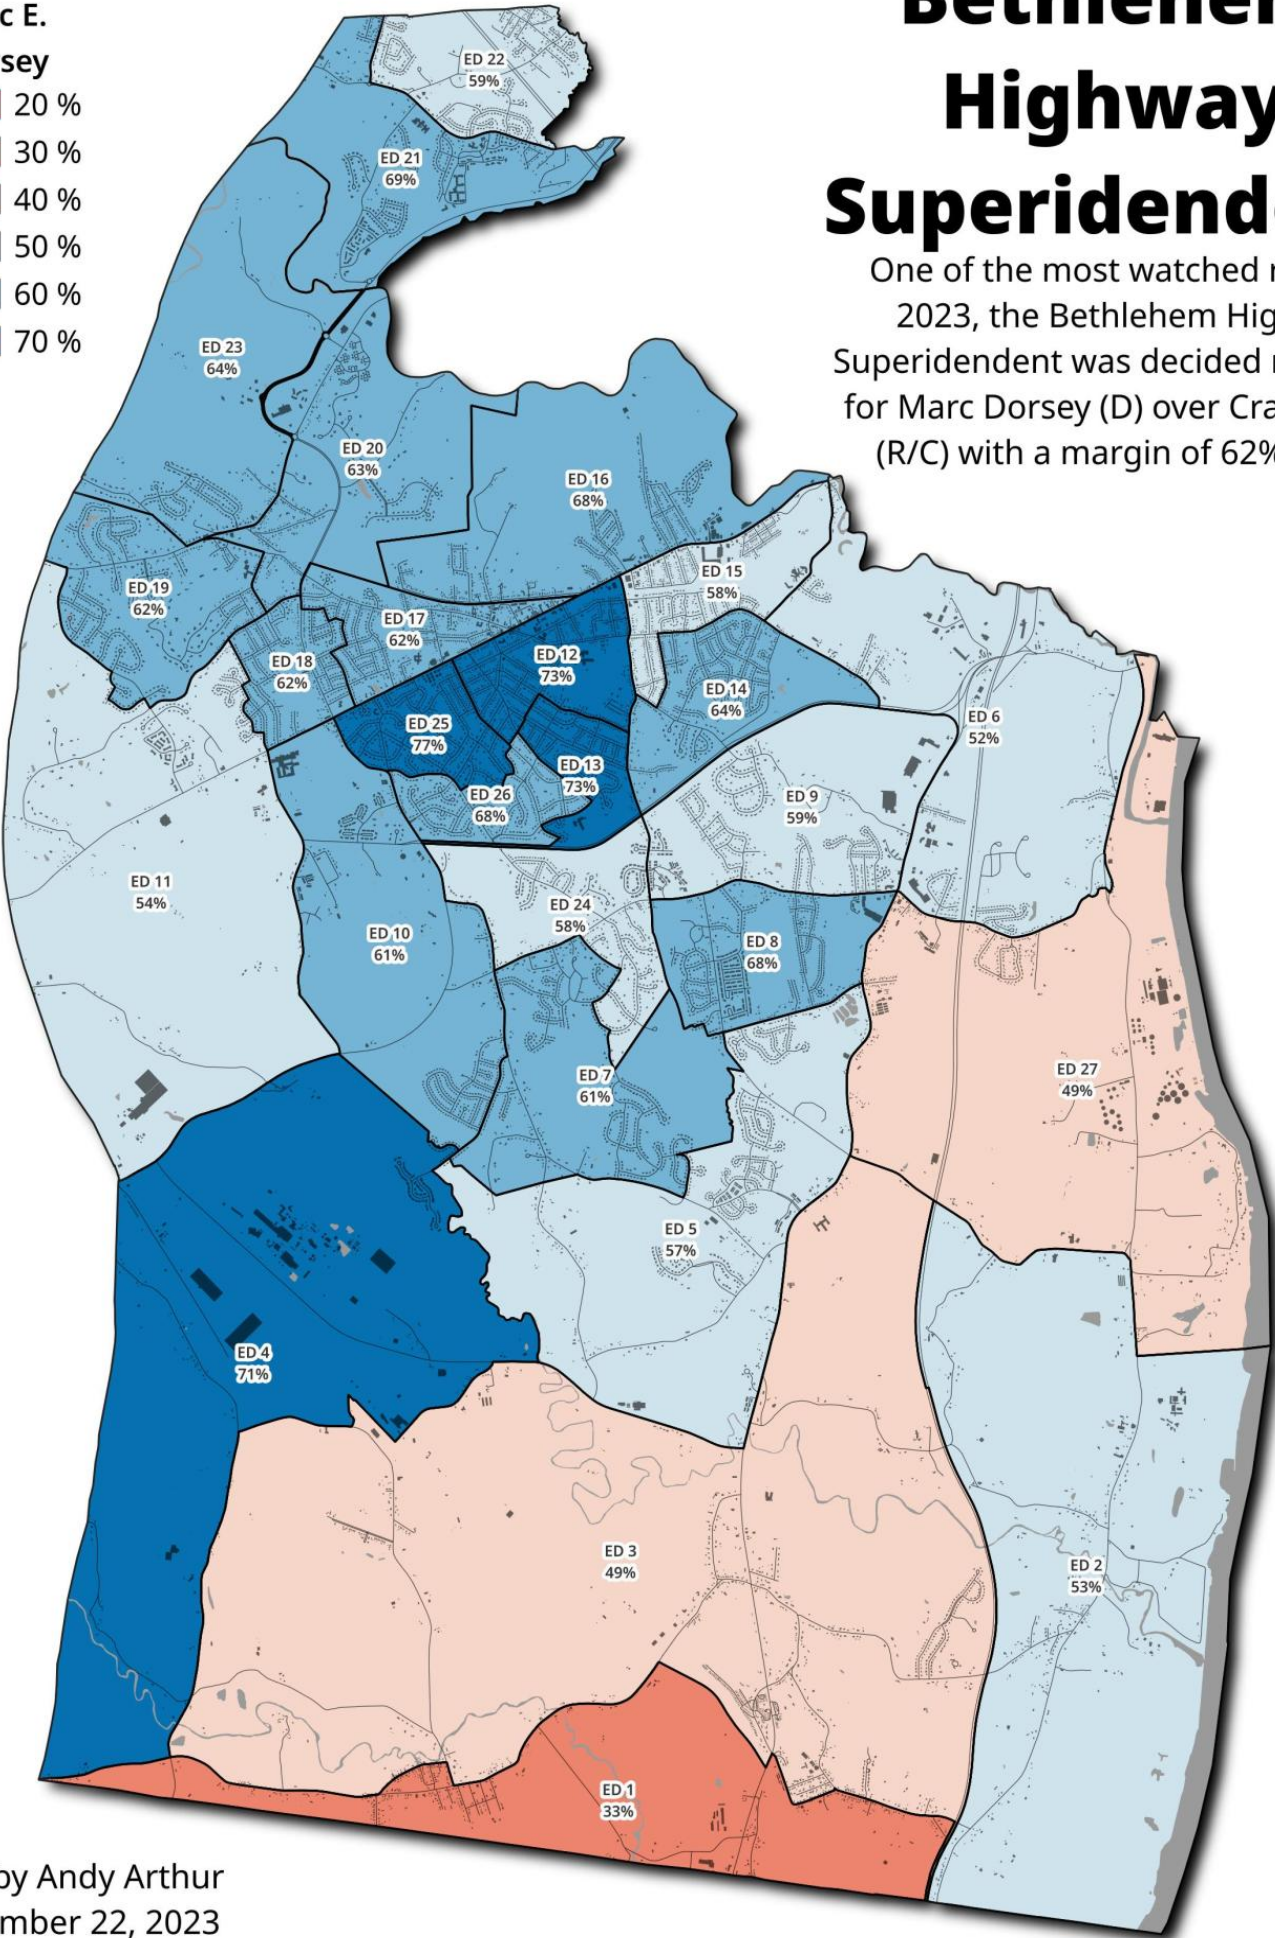 c E.
sey
20 %
30 %
40 %
50 %
60 %
70 %
Highway
One of the most watched
2023, the Bethlehem Hig
Superidendent was decided
for Marc Dorsey (D) over Cra
(R/C) with a margin of 62%
ED 22
59%
ED 21
69%
ED 23
64%
ED 20
63%
ED 16
68%
ED 15
58%
ED 19
62%
ED 17
62%
ED 18
62%
ED 12
73%
ED 14
64%
ED 25
77%
ED 6
52%
ED 13
73%
ED 26
68%
ED 9
59%
ED 11
54%
ED 24
58%
ED 10
61%
ED 8
68%
ED 7
61%
ED 27
49%
ED 5
57%
ED 4
71%
ED 3
49%
ED 2
53%
ED 1
33%
by Andy Arthur
mber 22, 2023